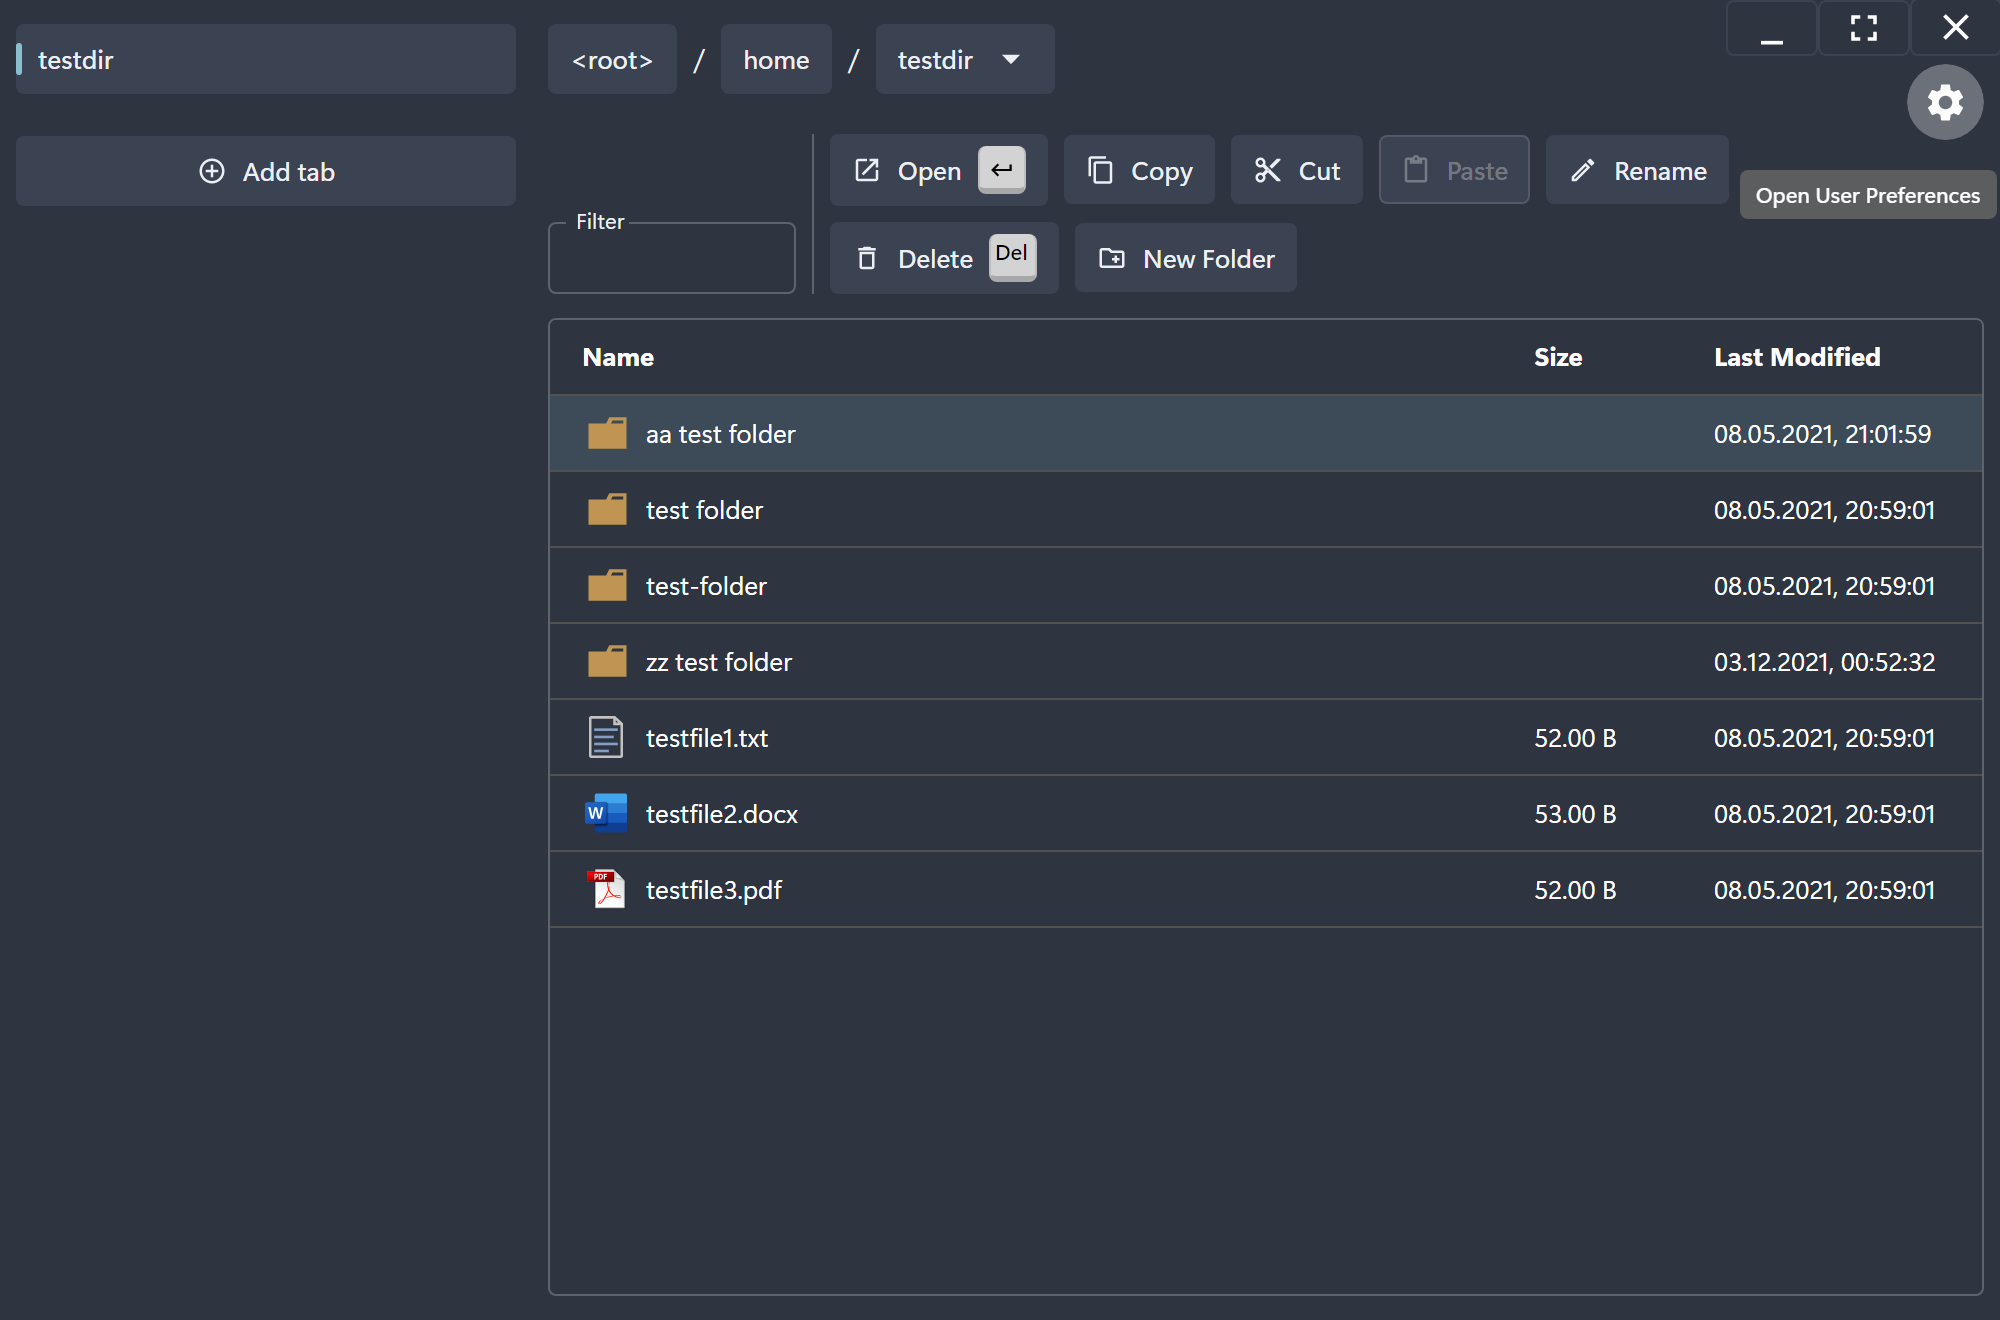 testdir
<root> / home / testdir
Add tab
Open ↵ Copy Cut Paste Rename
Open User Preferences
Filter
Delete Del New Folder
Name Size Last Modified
aa test folder 08.05.2021, 21:01:59
test folder 08.05.2021, 20:59:01
test-folder 08.05.2021, 20:59:01
zz test folder 03.12.2021, 00:52:32
testfile1.txt 52.00 B 08.05.2021, 20:59:01
W testfile2.docx 53.00 B 08.05.2021, 20:59:01
PDF testfile3.pdf 52.00 B 08.05.2021, 20:59:01